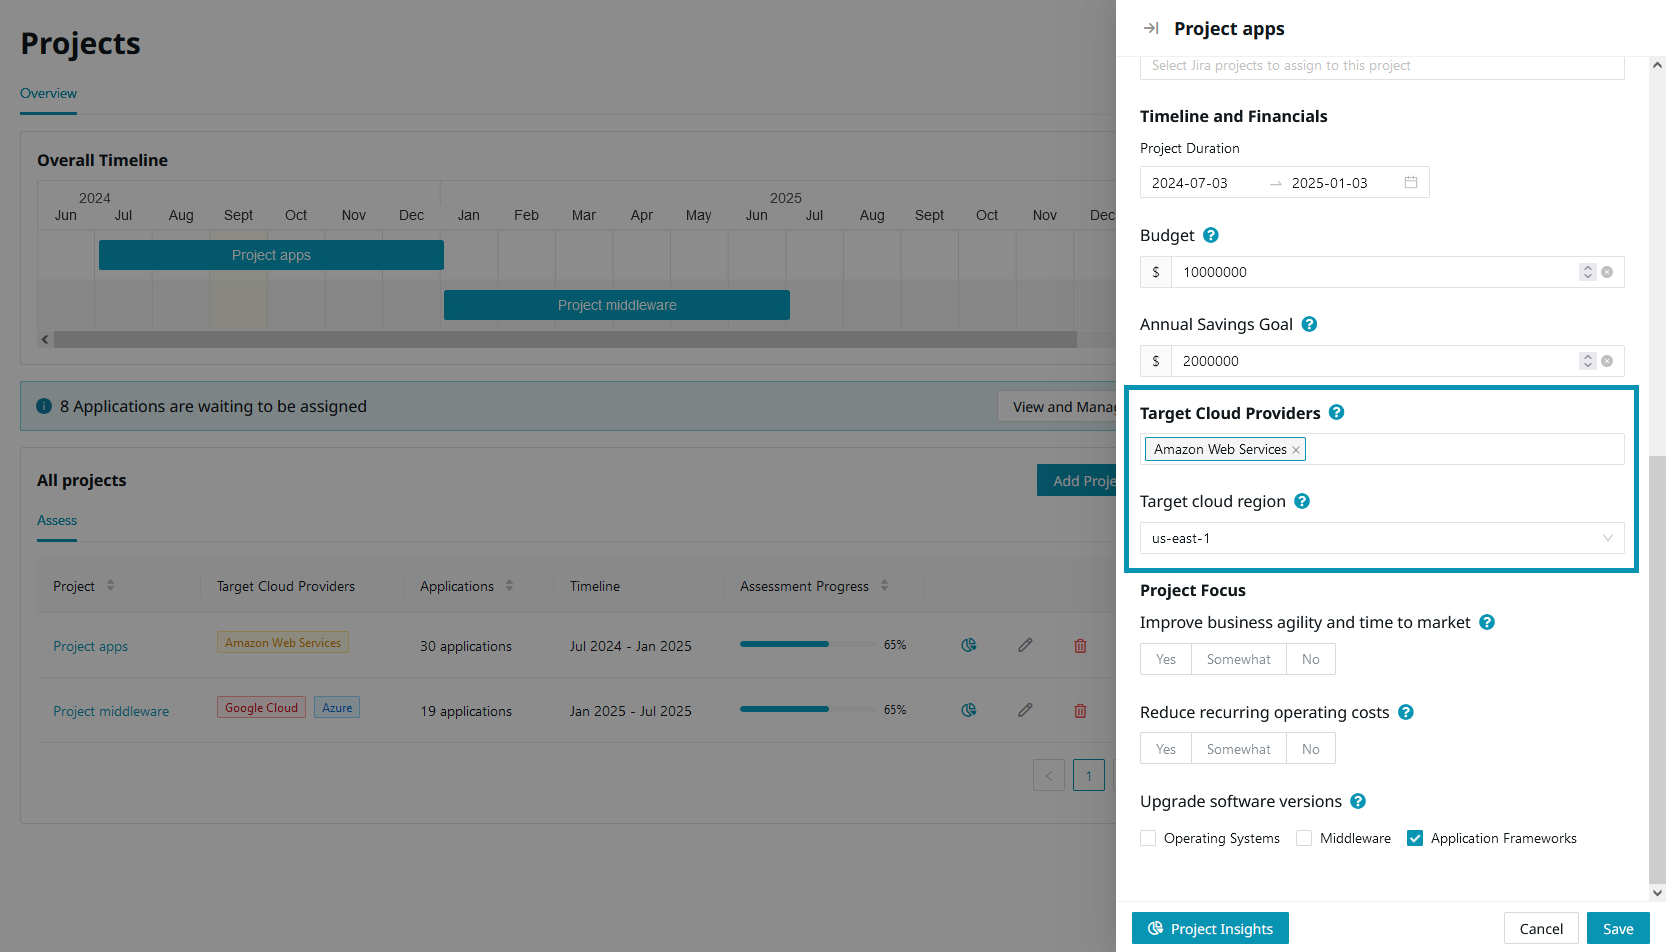 Projects
Overview
Overall Timeline
2024
2025
Jun Jul Aug Sept Oct Nov Dec Jan Feb Mar Apr May Jun Jul Aug Sept Oct Nov Dec
Project apps
Project middleware
8 Applications are waiting to be assigned
View and Manag
All projects
Add Proje
Assess
Project Target Cloud Providers Applications Timeline Assessment Progress
Project apps Amazon Web Services 30 applications Jul 2024 - Jan 2025 65%
Project middleware Google Cloud Azure 19 applications Jan 2025 - Jul 2025 65%
< 1
Project apps
Select Jira projects to assign to this project
Timeline and Financials
Project Duration
2024-07-03 → 2025-01-03
Budget ?
$ 10000000
Annual Savings Goal ?
$ 2000000
Target Cloud Providers ?
Amazon Web Services ×
Target cloud region ?
us-east-1
Project Focus
Improve business agility and time to market ?
Yes Somewhat No
Reduce recurring operating costs ?
Yes Somewhat No
Upgrade software versions ?
Operating Systems Middleware Application Frameworks
Project Insights Cancel Save